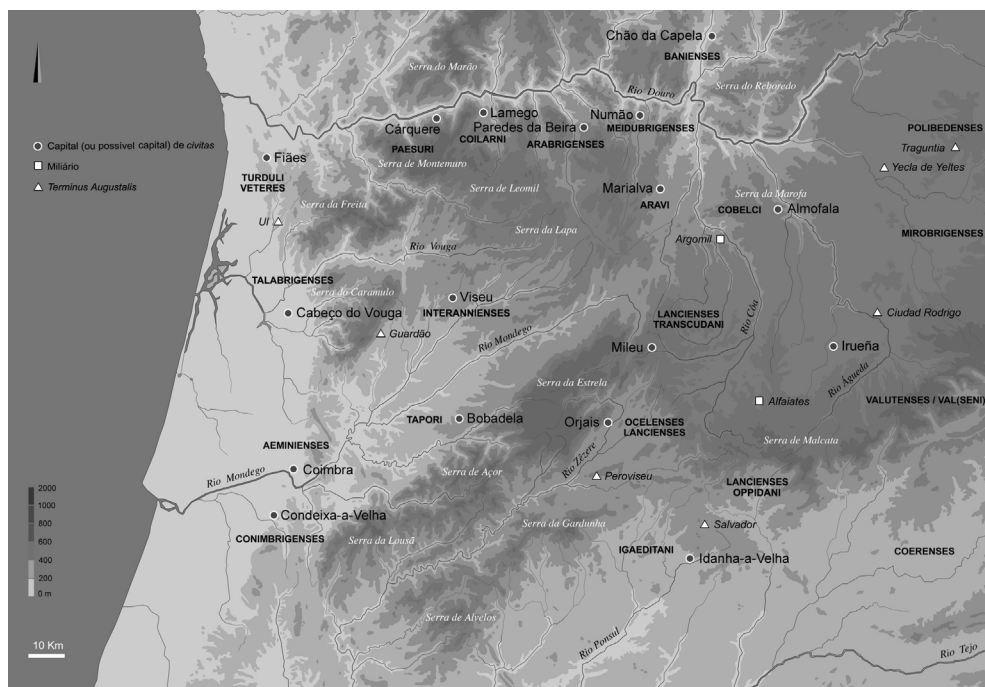 Chão da Capela
BANIENSES
Serra do Marão
Serra do Reboredo
Rio Douro
Capital (ou possível capital) de civitas
Miliário
Terminus Augustalis
Lamego
Cárquere
COILARNI
PAESURI
Paredes da Beira
ARABRIGENSES
Numão
MEIDUBRIGENSES
POLIBEDENSES
Traguntia
Yecla de Yeltes
Fiães
TURDULI
VETERES
Serra de Montemuro
Serra de Leomil
Marialva
ARAVI
Serra da Marofa
COBELCI
Almofala
Serra da Freita
Ul
Serra da Lapa
Argomil
MIROBRIGENSES
Rio Vouga
TALABRIGENSES
Serra do Caramulo
Cabeço do Vouga
Viseu
INTERANNIENSES
Guardão
Rio Mondego
LANCIENSES
TRANSCUDANI
Rio Côa
Ciudad Rodrigo
Mileu
Irueña
Rio Àgueda
Serra da Estrela
Alfaiates
VALUTENSES / VAL(SENI)
TAPORI
Bobadela
Orjais
OCELENSES
LANCIENSES
Serra de Malcata
AEMINIENSES
Coimbra
Rio Mondego
Serra de Açor
Rio Zêzere
Peroviseu
LANCIENSES
OPPIDANI
2000
1000
800
600
400
200
0 m
Condeixa-a-Velha
CONIMBRIGENSES
Serra da Lousã
Serra da Gardunha
Salvador
IGAEDITANI
Idanha-a-Velha
COERENSES
Serra de Alvelos
Rio Ponsul
Rio Tejo
10 Km